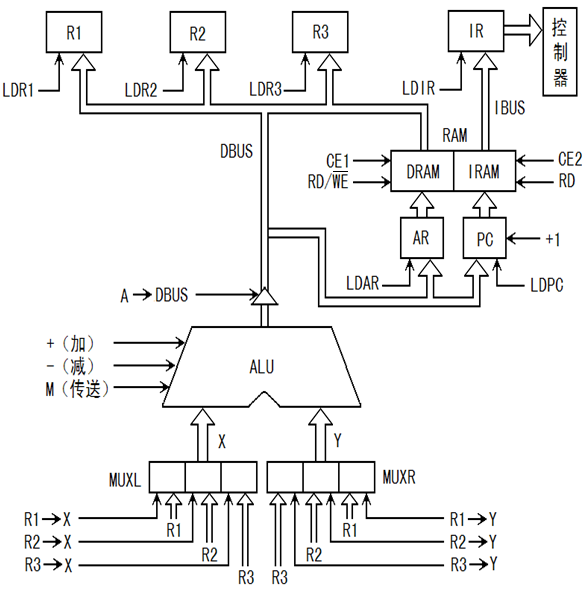 R1 R2 R3 IR 控制器
LDR1 LDR2 LDR3 LDIR
IBUS
RAM
DBUS
CE1 DRAM IRAM CE2
RD/W̅E̅ RD
AR PC +1
LDAR LDPC
A→DBUS
+（加）
-（减） ALU
M（传送）
X Y
MUXL MUXR
R1→X R1 R1 R1→Y
R2→X R2 R2 R2→Y
R3→X R3 R3 R3→Y